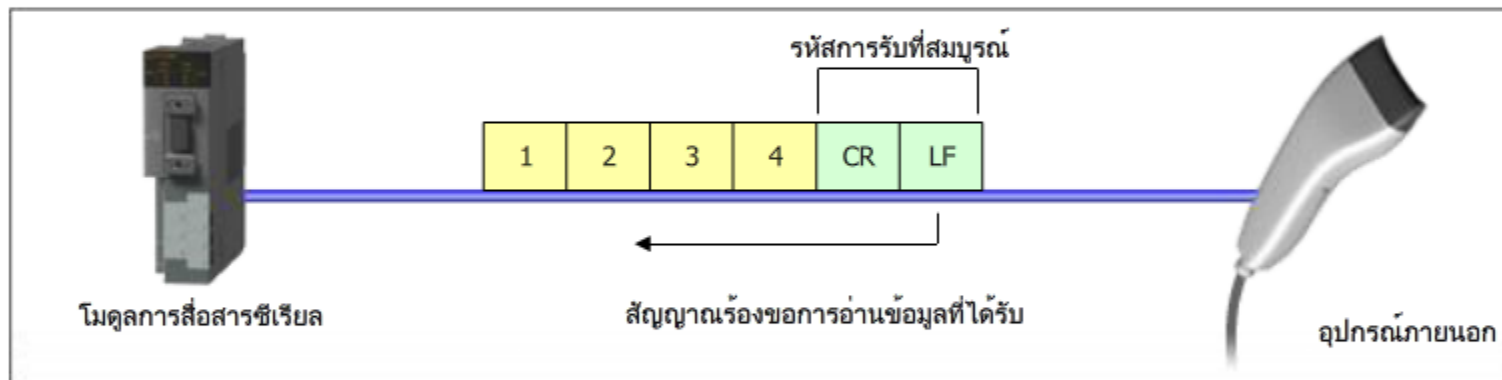 รหัสการรับที่สมบูรณ์
1 2 3 4 CR LF
โมดูลการสื่อสารซีเรียล
สัญญาณร้องขอการอ่านข้อมูลที่ได้รับ
อุปกรณ์ภายนอก